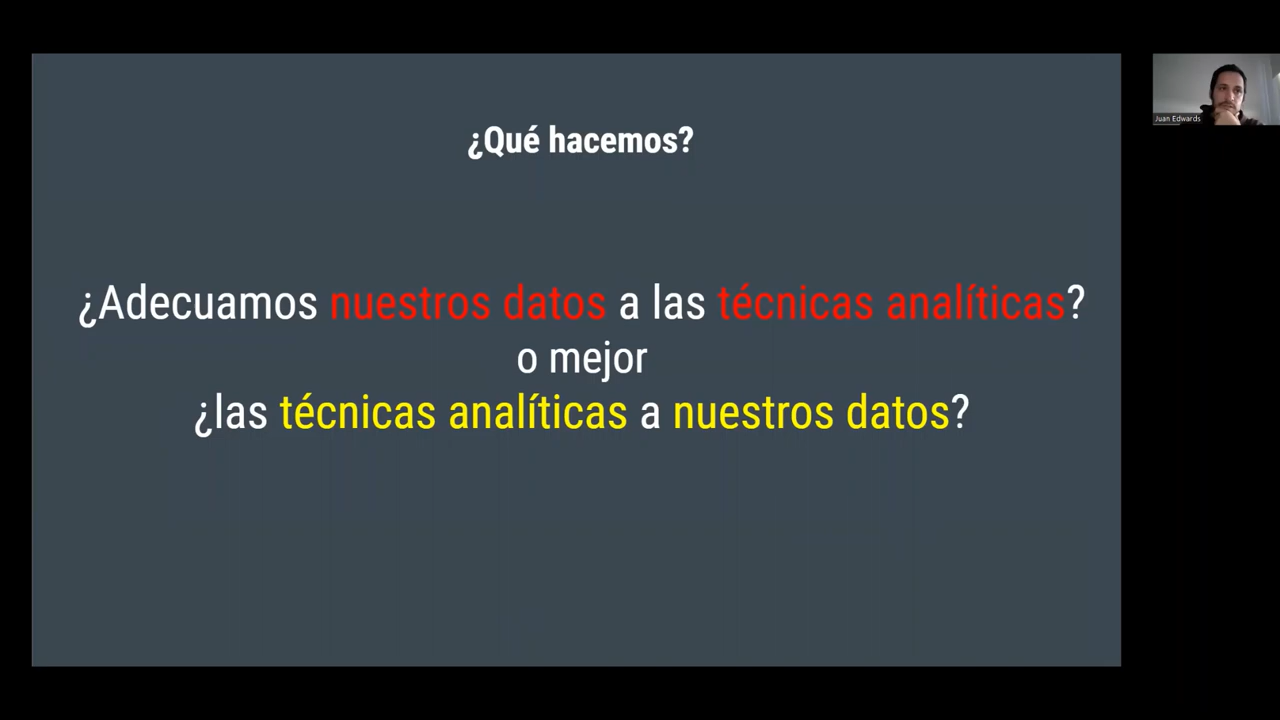 ¿Qué hacemos?
¿Adecuamos nuestros datos a las técnicas analíticas?
o mejor
¿las técnicas analíticas a nuestros datos?
Juan Edwards